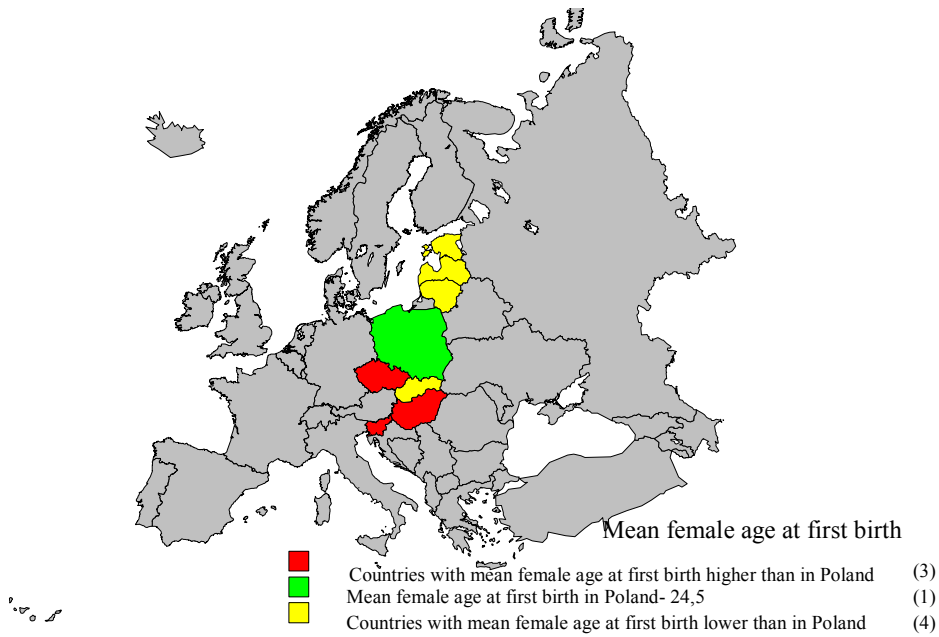 Mean female age at first birth
Countries with mean female age at first birth higher than in Poland (3)
Mean female age at first birth in Poland- 24,5 (1)
Countries with mean female age at first birth lower than in Poland (4)